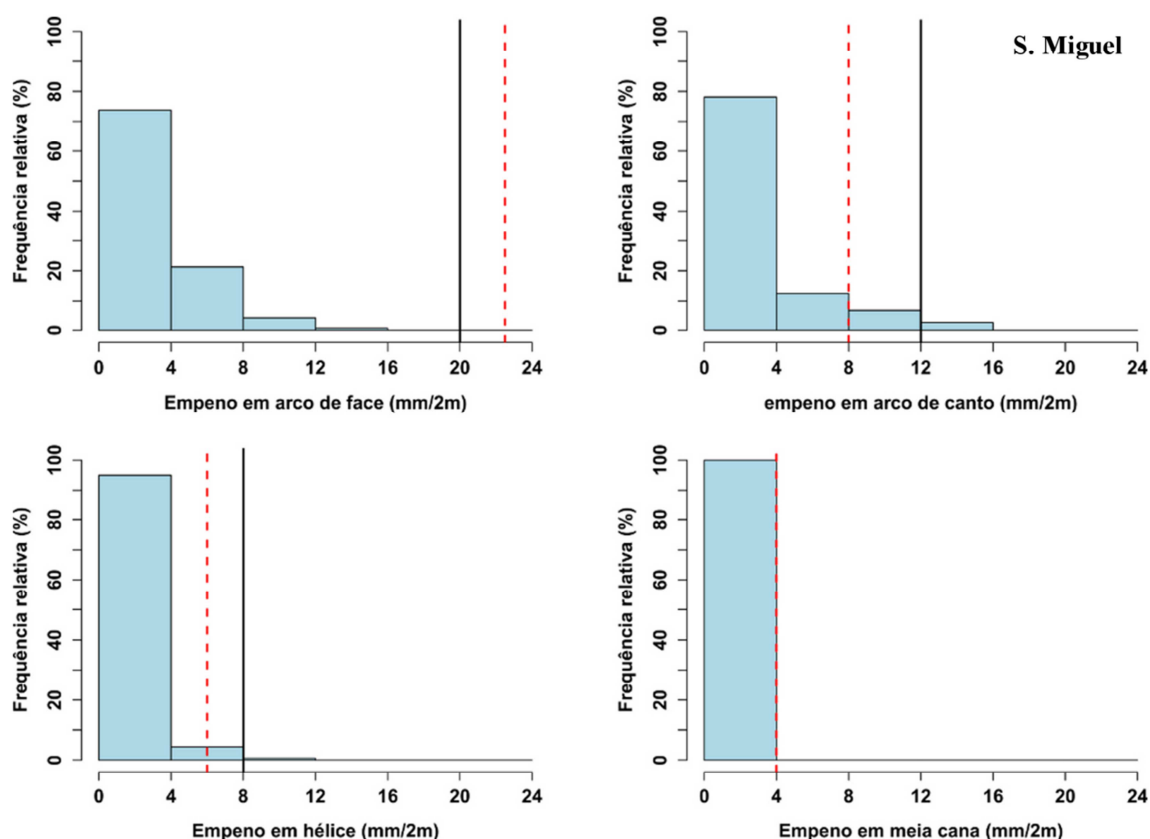 S. Miguel
Frequência relativa (%)
100
80
60
40
20
0
0 4 8 12 16 20 24
Empeno em arco de face (mm/2m)
Frequência relativa (%)
100
80
60
40
20
0
0 4 8 12 16 20 24
empeno em arco de canto (mm/2m)
Frequência relativa (%)
100
80
60
40
20
0
0 4 8 12 16 20 24
Empeno em hélice (mm/2m)
Frequência relativa (%)
100
80
60
40
20
0
0 4 8 12 16 20 24
Empeno em meia cana (mm/2m)